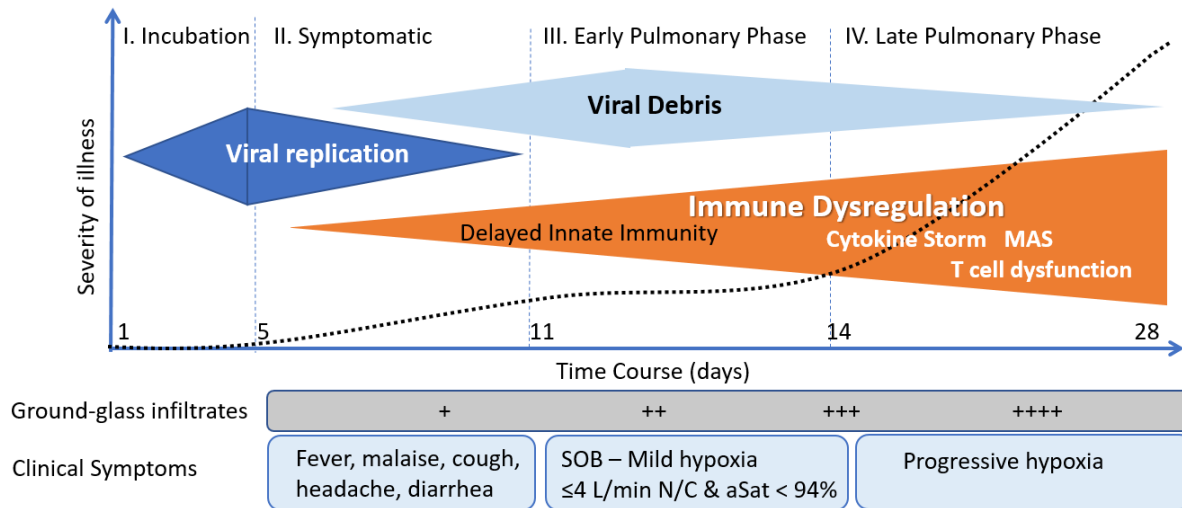 I. Incubation
II. Symptomatic
III. Early Pulmonary Phase
IV. Late Pulmonary Phase
Viral Debris
Viral replication
Immune Dysregulation
Delayed Innate Immunity
Cytokine Storm MAS
T cell dysfunction
Severity of illness
1 5 11 14 28
Time Course (days)
Ground-glass infiltrates + ++ +++ ++++
Clinical Symptoms
Fever, malaise, cough,
headache, diarrhea
SOB – Mild hypoxia
≤4 L/min N/C & aSat < 94%
Progressive hypoxia